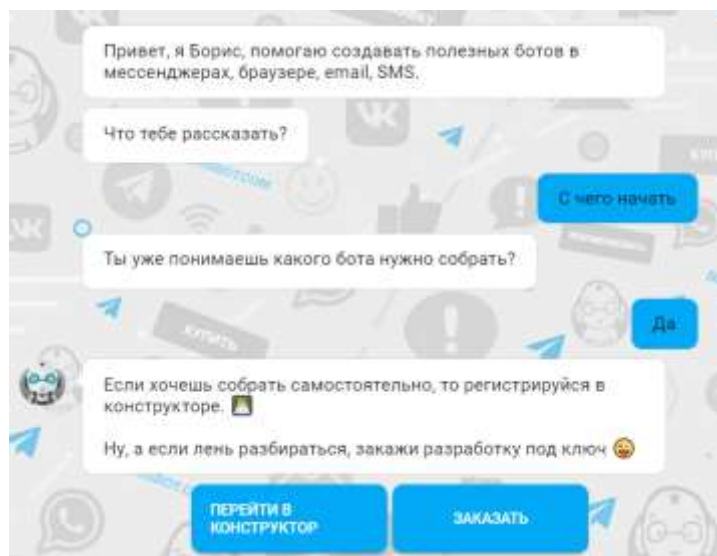 Привет, я Борис, помогаю создавать полезных ботов в
мессенджерах, браузере, email, SMS.
Что тебе рассказать?
С чего начать
Ты уже понимаешь какого бота нужно собрать?
КУПИТЬ
Да
Если хочешь собрать самостоятельно, то регистрируйся в
конструкторе.
Ну, а если лень разбираться, закажи разработку под ключ
ПЕРЕЙТИ В
КОНСТРУКТОР
ЗАКАЗАТЬ